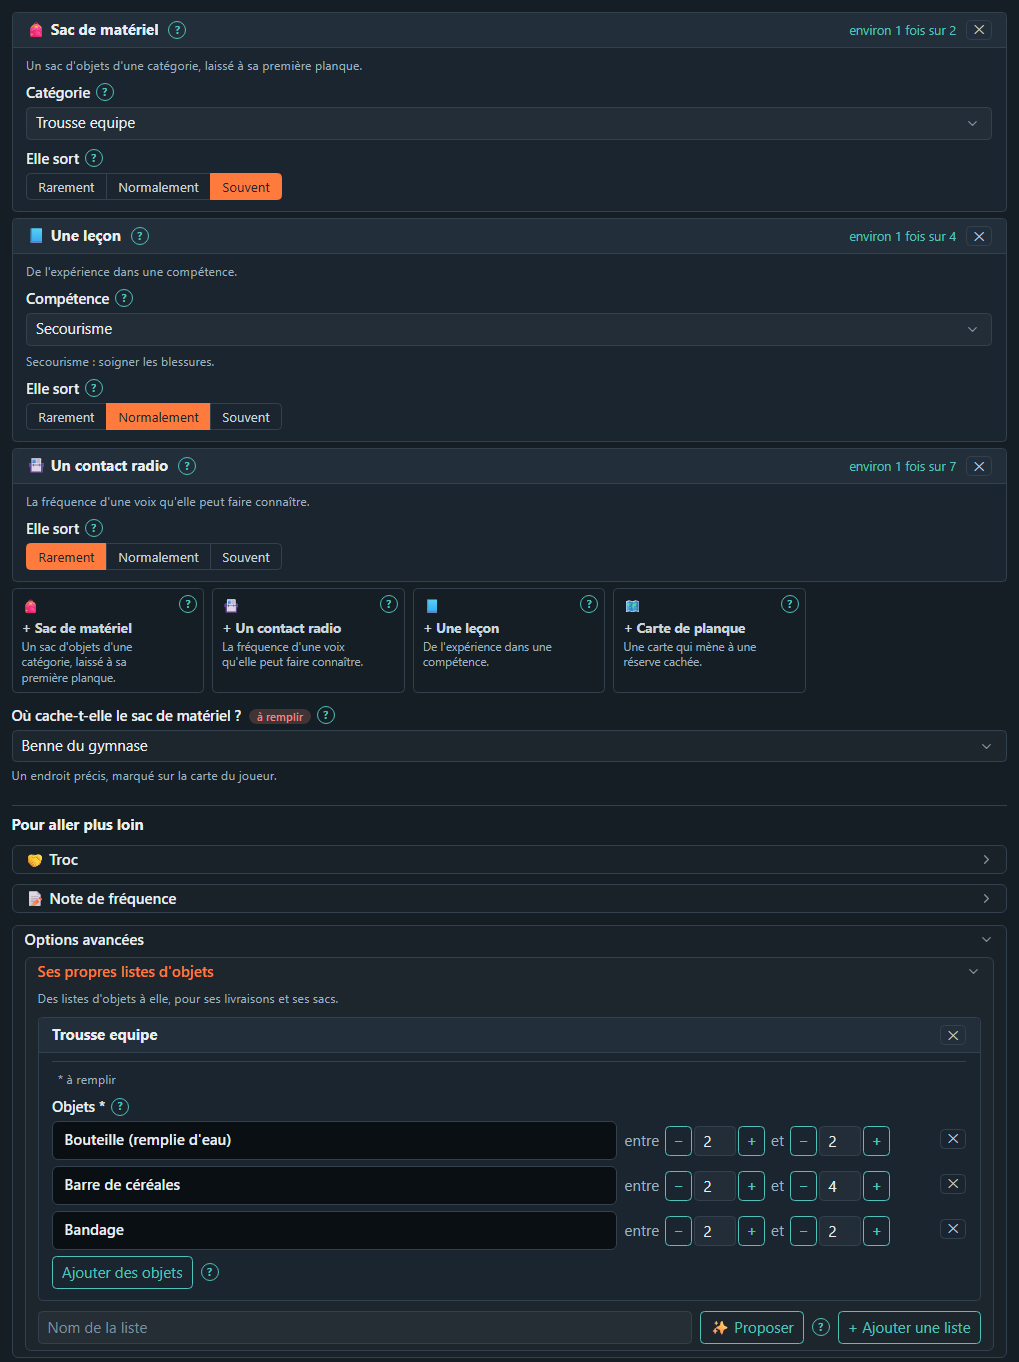 Sac de matériel ?
environ 1 fois sur 2
Un sac d'objets d'une catégorie, laissé à sa première planque.
Catégorie ?
Trousse equipe
Elle sort ?
Rarement Normalement Souvent
Une leçon ?
environ 1 fois sur 4
De l'expérience dans une compétence.
Compétence ?
Secourisme
Secourisme : soigner les blessures.
Elle sort ?
Rarement Normalement Souvent
Un contact radio ?
environ 1 fois sur 7
La fréquence d'une voix qu'elle peut faire connaître.
Elle sort ?
Rarement Normalement Souvent
?
+ Sac de matériel
Un sac d'objets d'une
catégorie, laissé à sa
première planque.
?
+ Un contact radio
La fréquence d'une voix
qu'elle peut faire connaître.
?
+ Une leçon
De l'expérience dans une
compétence.
?
+ Carte de planque
Une carte qui mène à une
réserve cachée.
Où cache-t-elle le sac de matériel ? à remplir ?
Benne du gymnase
Un endroit précis, marqué sur la carte du joueur.
Pour aller plus loin
Troc
Note de fréquence
Options avancées
Ses propres listes d'objets
Des listes d'objets à elle, pour ses livraisons et ses sacs.
Trousse equipe
* à remplir
Objets * ?
Bouteille (remplie d'eau) entre − 2 + et − 2 +
Barre de céréales entre − 2 + et − 4 +
Bandage entre − 2 + et − 2 +
Ajouter des objets ?
Nom de la liste Proposer ? + Ajouter une liste